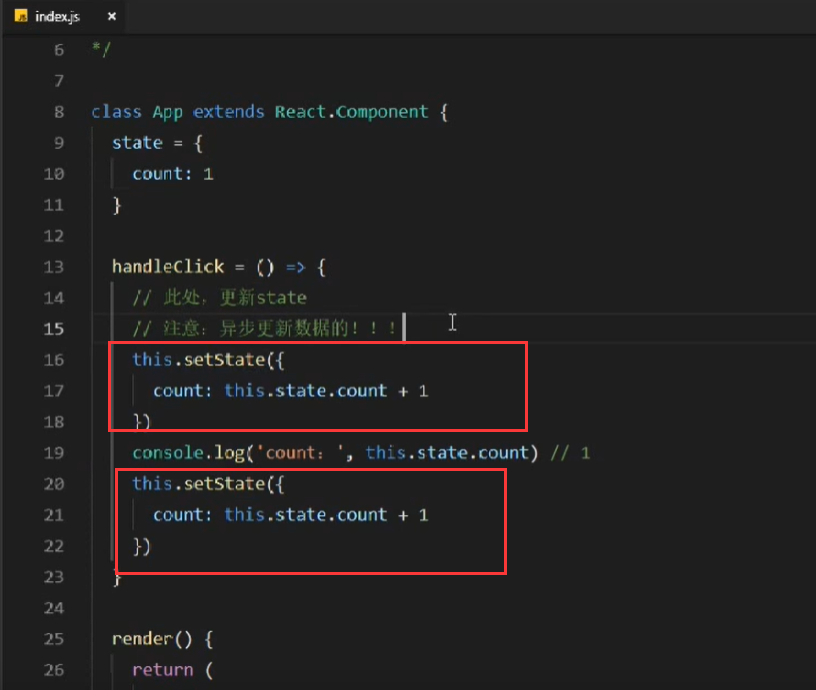 JS index.js ×
6 */
7
8 class App extends React.Component {
9 state = {
10 count: 1
11 }
12
13 handleClick = () => {
14 // 此处，更新state
15 // 注意：异步更新数据的！！！
16 this.setState({
17 count: this.state.count + 1
18 })
19 console.log('count：', this.state.count) // 1
20 this.setState({
21 count: this.state.count + 1
22 })
23 }
24
25 render() {
26 return (